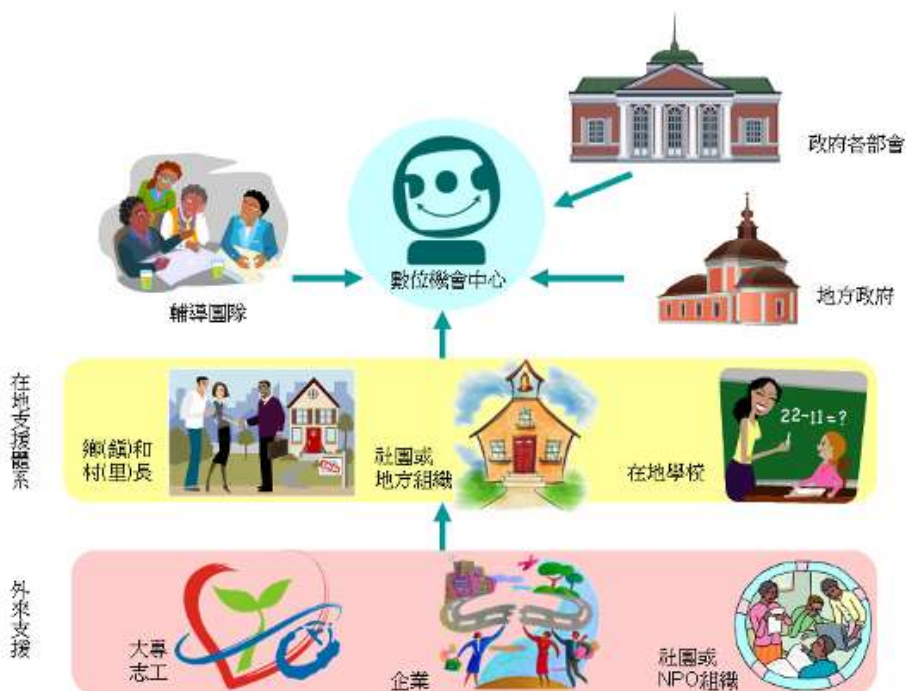 政府各部會
數位機會中心
輔導團隊
地方政府
在地支援體系
鄉(鎮)和
村(里)長
社團或
地方組織
在地學校
22-11=?
外來支援
大專
志工
企業
社團或
NPO組織